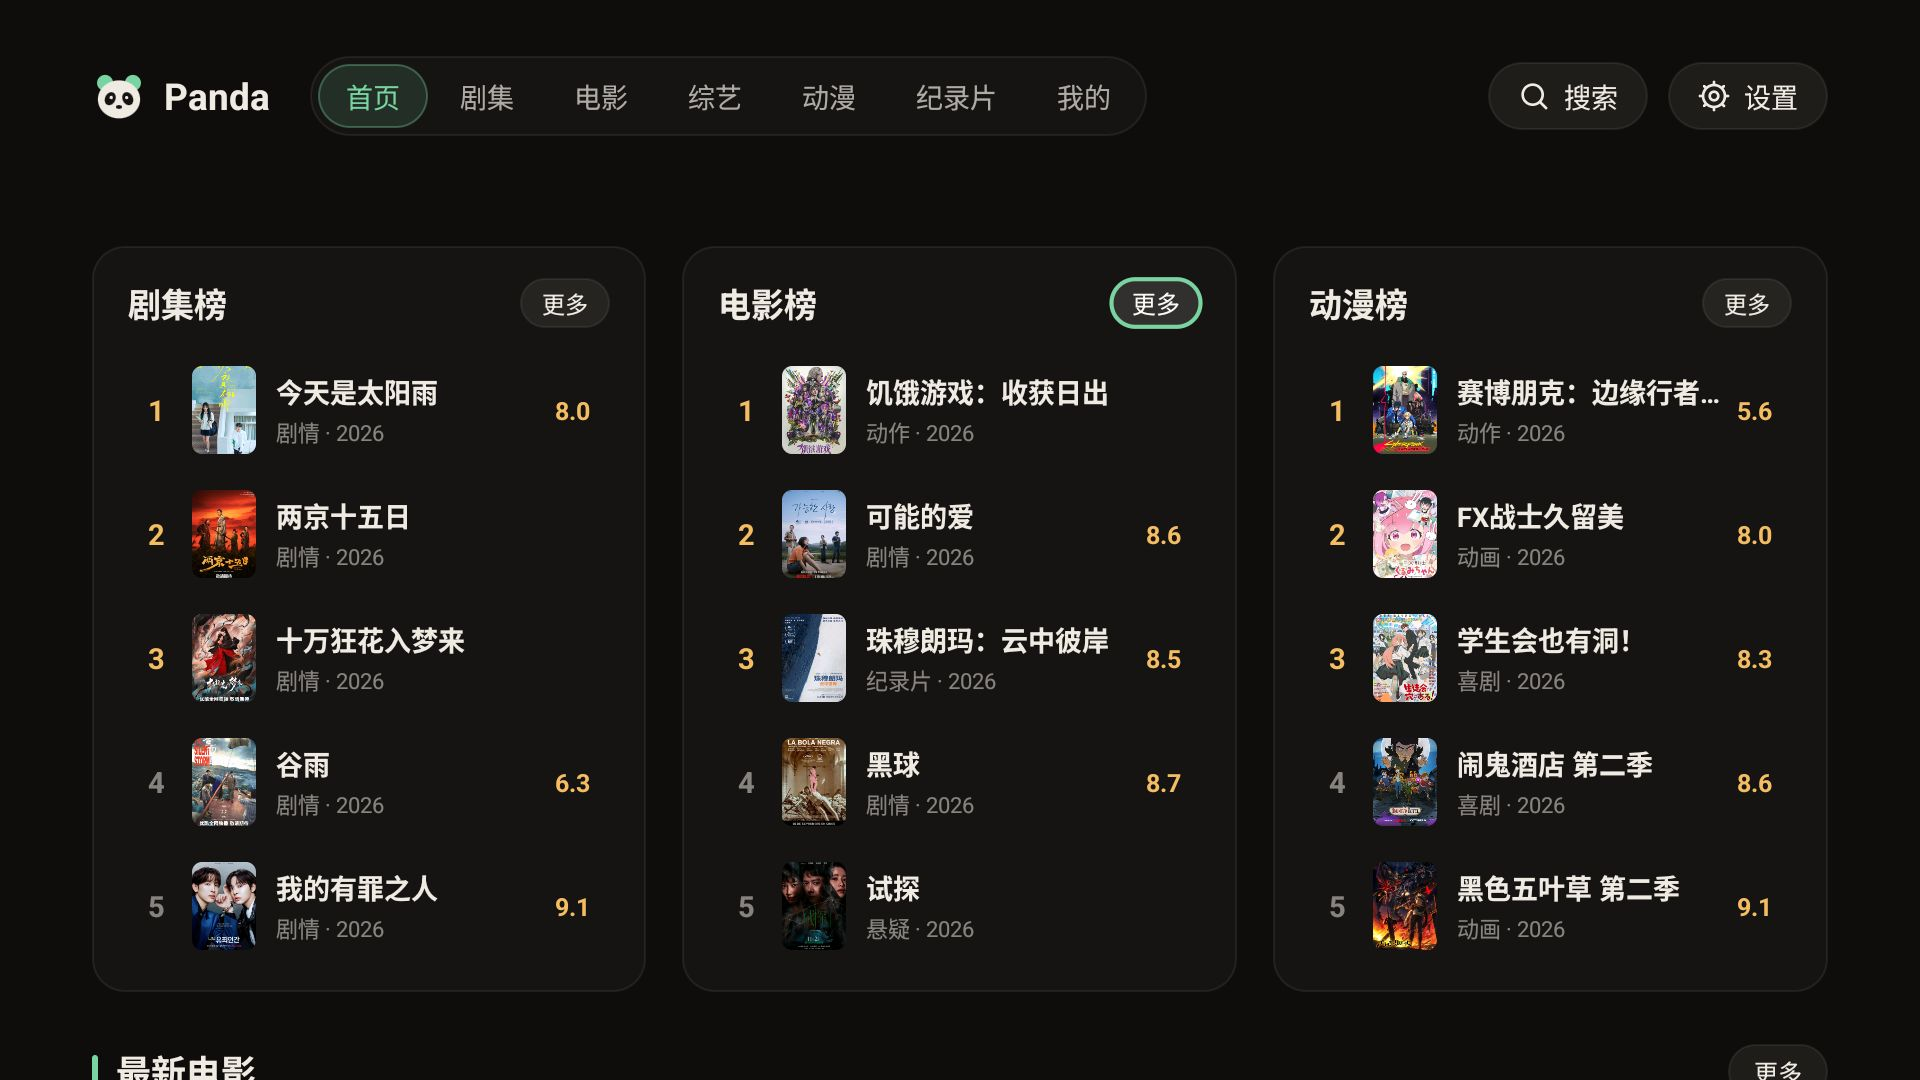 Panda
首页
剧集
电影
综艺
动漫
纪录片
我的
搜索
设置
剧集榜
更多
1
今天是太阳雨
剧情 · 2026
8.0
2
两京十五日
剧情 · 2026
3
十万狂花入梦来
剧情 · 2026
4
谷雨
剧情 · 2026
6.3
5
我的有罪之人
剧情 · 2026
9.1
电影榜
更多
1
饥饿游戏：收获日出
动作 · 2026
2
可能的爱
剧情 · 2026
8.6
3
珠穆朗玛：云中彼岸
纪录片 · 2026
8.5
4
LA BOLA NEGRA
黑球
剧情 · 2026
8.7
5
试探
悬疑 · 2026
动漫榜
更多
1
赛博朋克：边缘行者...
动作 · 2026
5.6
2
FX战士久留美
动画 · 2026
8.0
3
学生会也有洞！
喜剧 · 2026
8.3
4
闹鬼酒店 第二季
喜剧 · 2026
8.6
5
黑色五叶草 第二季
动画 · 2026
9.1
最新电影
更多